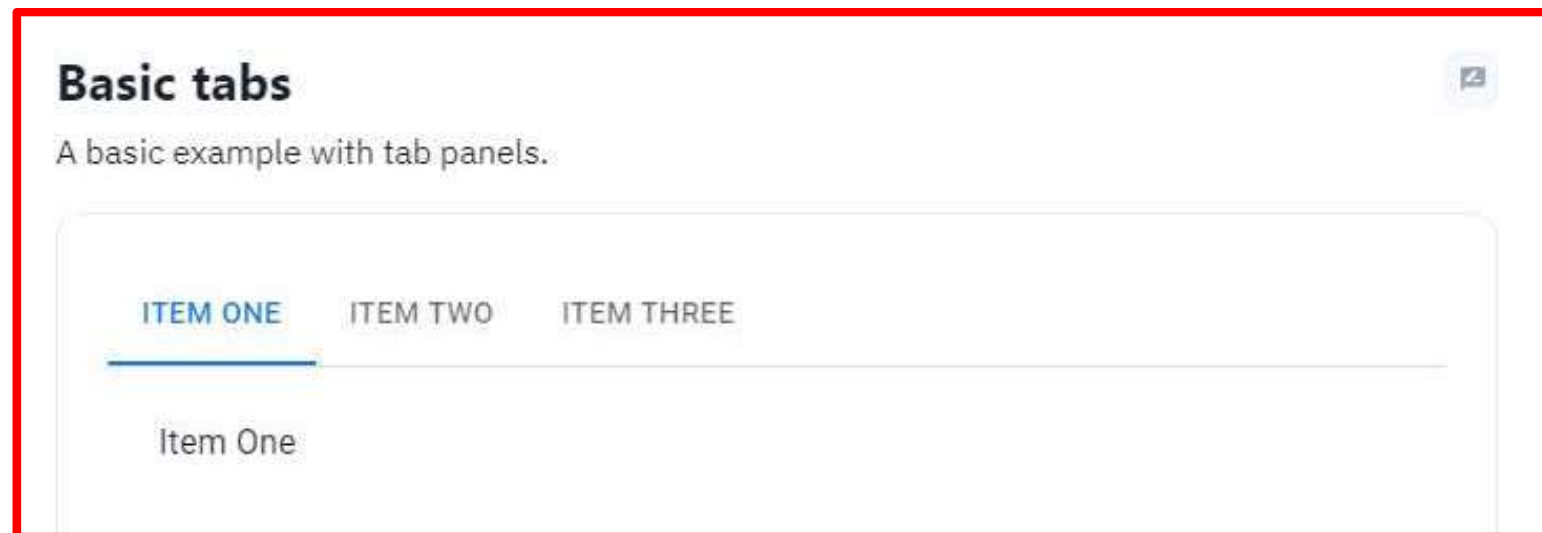 Basic tabs
A basic example with tab panels.
ITEM ONE ITEM TWO ITEM THREE
Item One